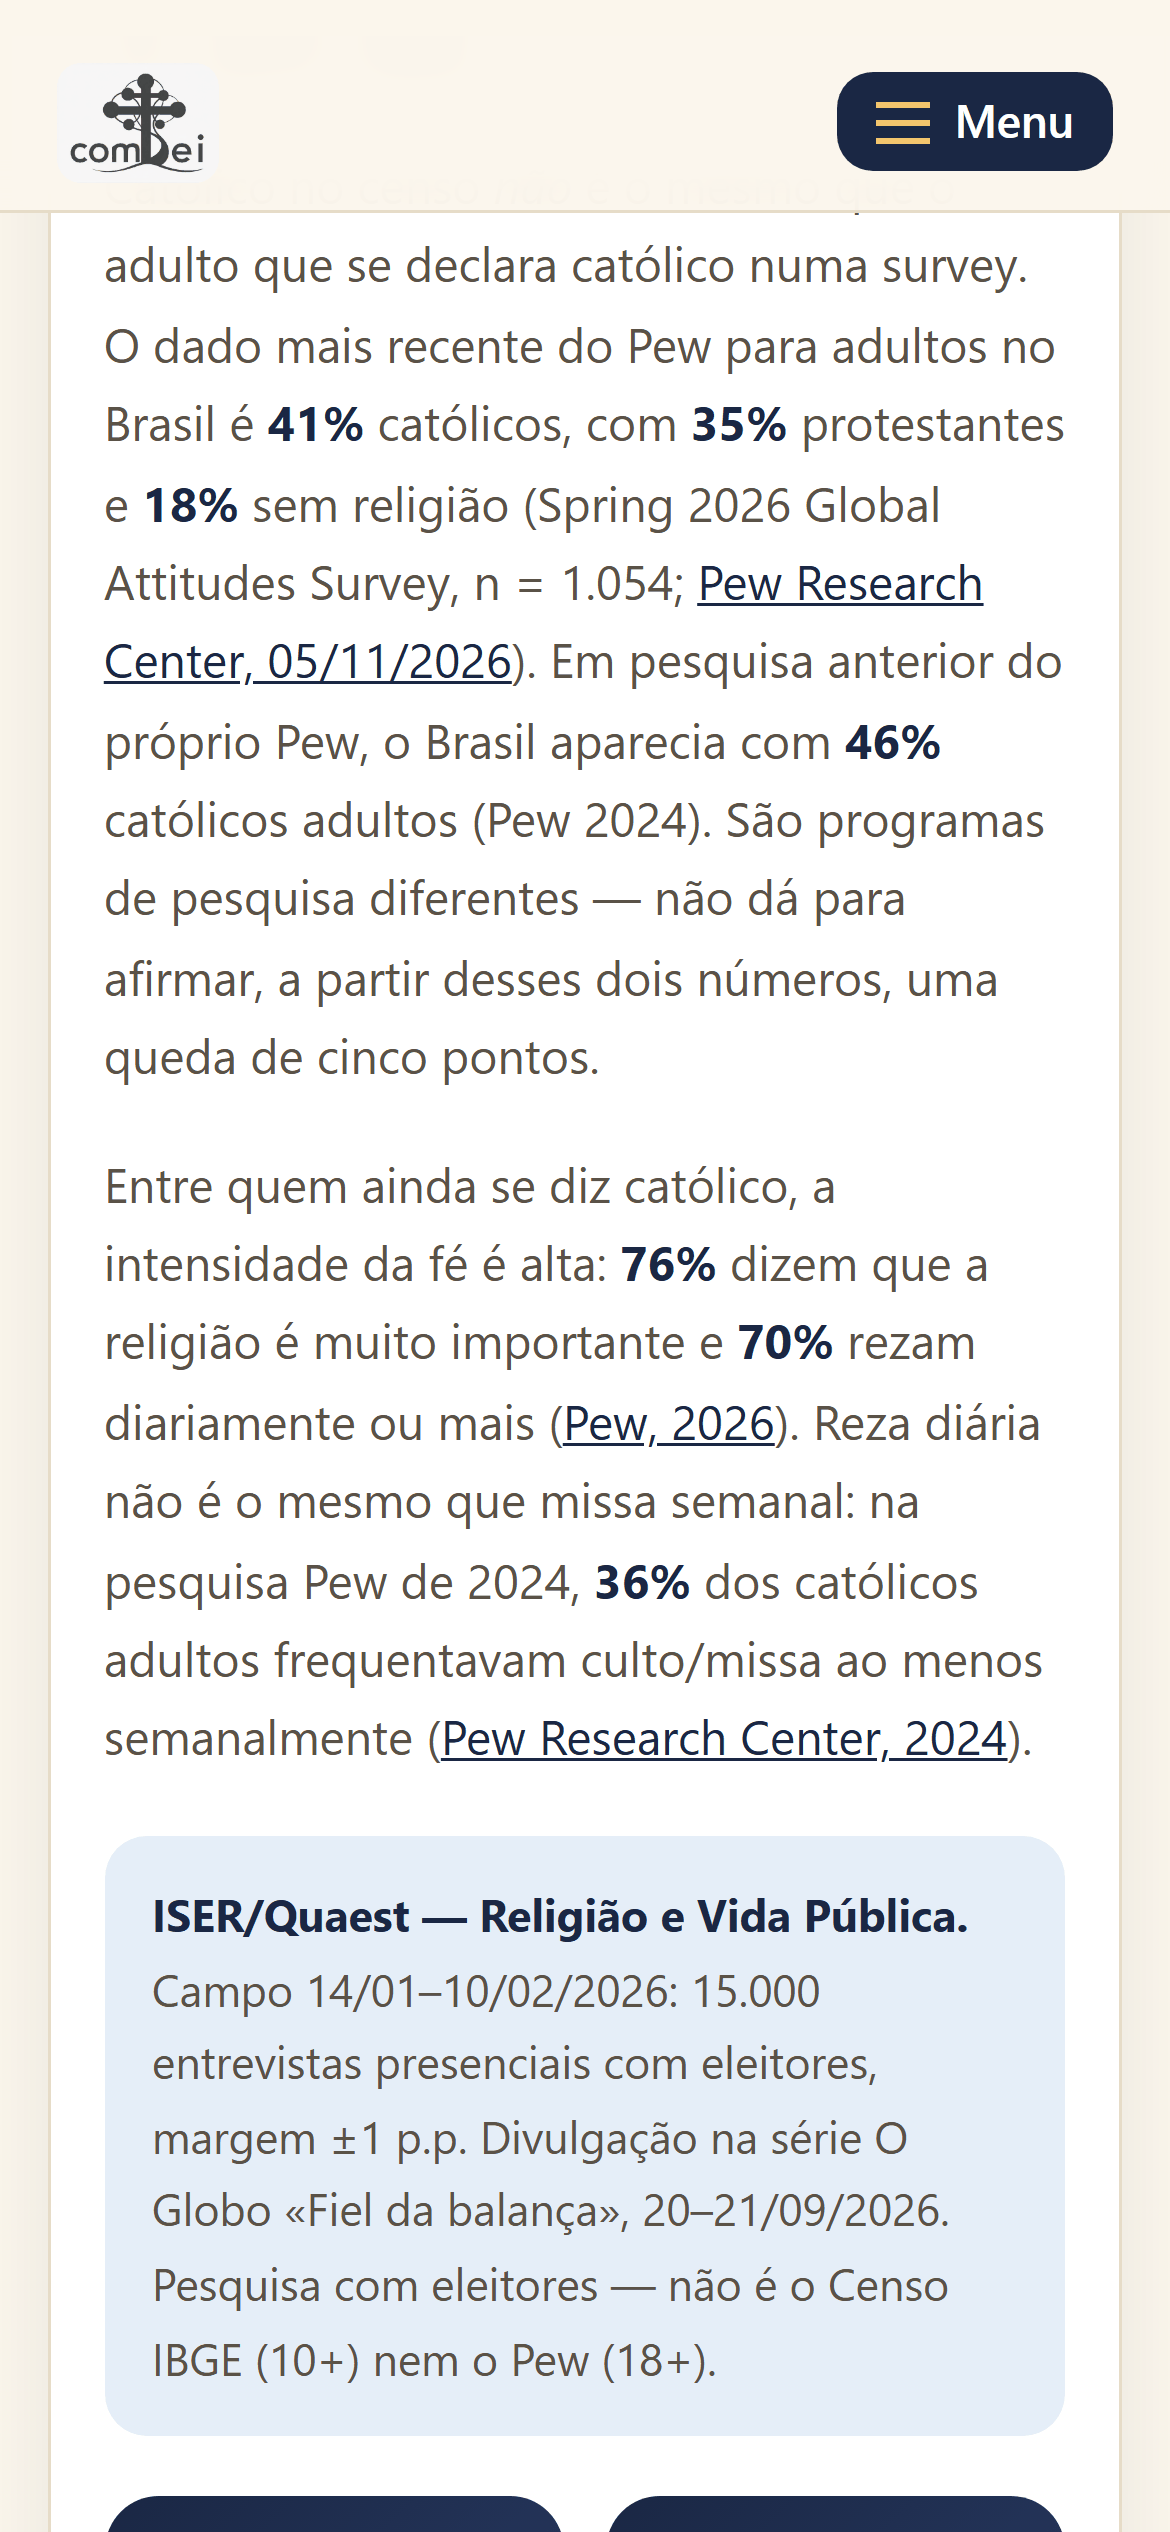 comDei
Menu
adulto que se declara católico numa survey.
O dado mais recente do Pew para adultos no
Brasil é 41% católicos, com 35% protestantes
e 18% sem religião (Spring 2026 Global
Attitudes Survey, n = 1.054; Pew Research
Center, 05/11/2026). Em pesquisa anterior do
próprio Pew, o Brasil aparecia com 46%
católicos adultos (Pew 2024). São programas
de pesquisa diferentes — não dá para
afirmar, a partir desses dois números, uma
queda de cinco pontos.
Entre quem ainda se diz católico, a
intensidade da fé é alta: 76% dizem que a
religião é muito importante e 70% rezam
diariamente ou mais (Pew, 2026). Reza diária
não é o mesmo que missa semanal: na
pesquisa Pew de 2024, 36% dos católicos
adultos frequentavam culto/missa ao menos
semanalmente (Pew Research Center, 2024).
ISER/Quaest — Religião e Vida Pública.
Campo 14/01–10/02/2026: 15.000
entrevistas presenciais com eleitores,
margem ±1 p.p. Divulgação na série O
Globo «Fiel da balança», 20–21/09/2026.
Pesquisa com eleitores — não é o Censo
IBGE (10+) nem o Pew (18+).